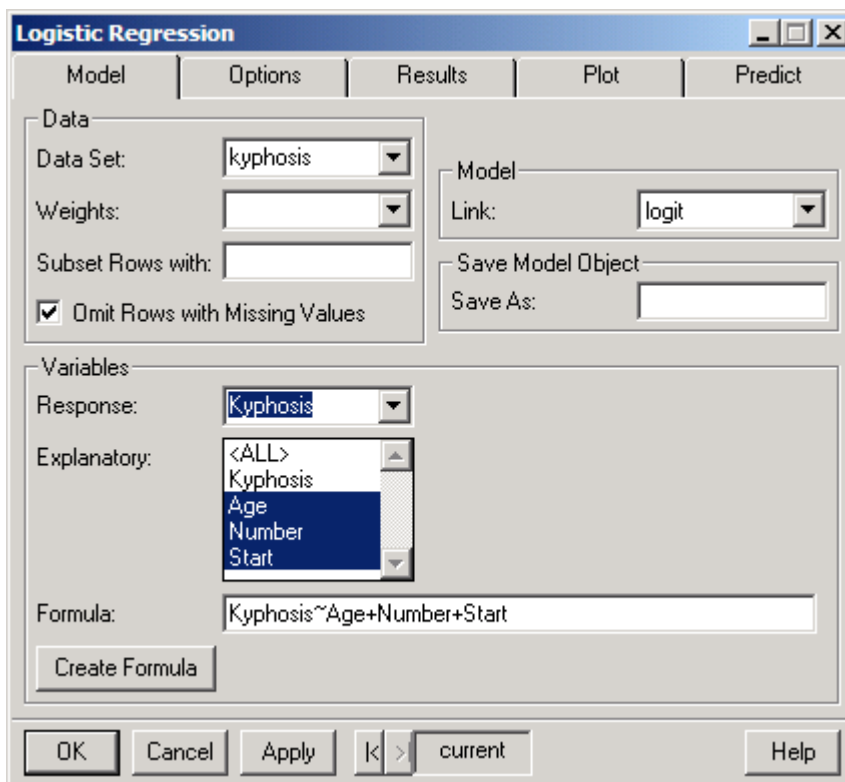 Logistic Regression
Model Options Results Plot Predict
Data
Data Set: kyphosis
Weights:
Subset Rows with:
Omit Rows with Missing Values
Model
Link: logit
Save Model Object
Save As:
Variables
Response: Kyphosis
Explanatory: <ALL>
Kyphosis
Age
Number
Start
Formula: Kyphosis~Age+Number+Start
Create Formula
OK Cancel Apply |< >| current Help